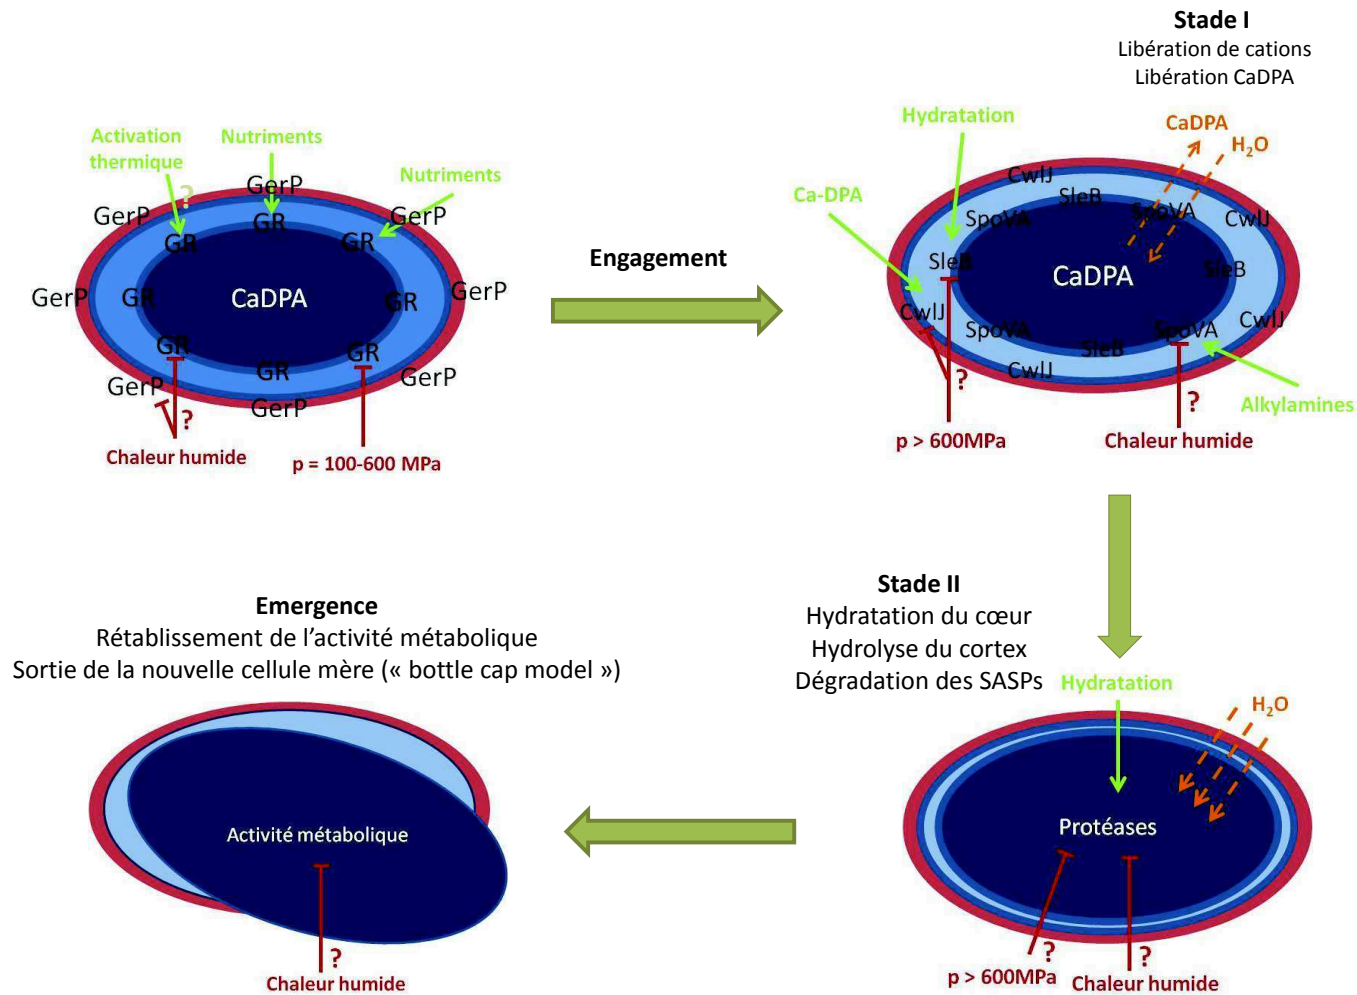 Stade I
Libération de cations
Libération CaDPA
Activation
thermique
?
Nutriments
Nutriments
GerP
GerP
GerP
GerP
GerP
GerP
GerP
GerP
GR
GR
GR
GR
GR
GR
GR
GR
CaDPA
?
Chaleur humide
p = 100-600 MPa
Engagement
Hydratation
Ca-DPA
CaDPA
H₂O
CwlJ
CwlJ
CwlJ
CwlJ
CwlJ
SleB
SleB
SleB
SleB
SpoVA
SpoVA
SpoVA
SpoVA
CaDPA
?
p > 600MPa
?
Chaleur humide
Alkylamines
Stade II
Hydratation du cœur
Hydrolyse du cortex
Dégradation des SASPs
Hydratation
H₂O
Protéases
?
p > 600MPa
?
Chaleur humide
Emergence
Rétablissement de l’activité métabolique
Sortie de la nouvelle cellule mère (« bottle cap model »)
Activité métabolique
?
Chaleur humide